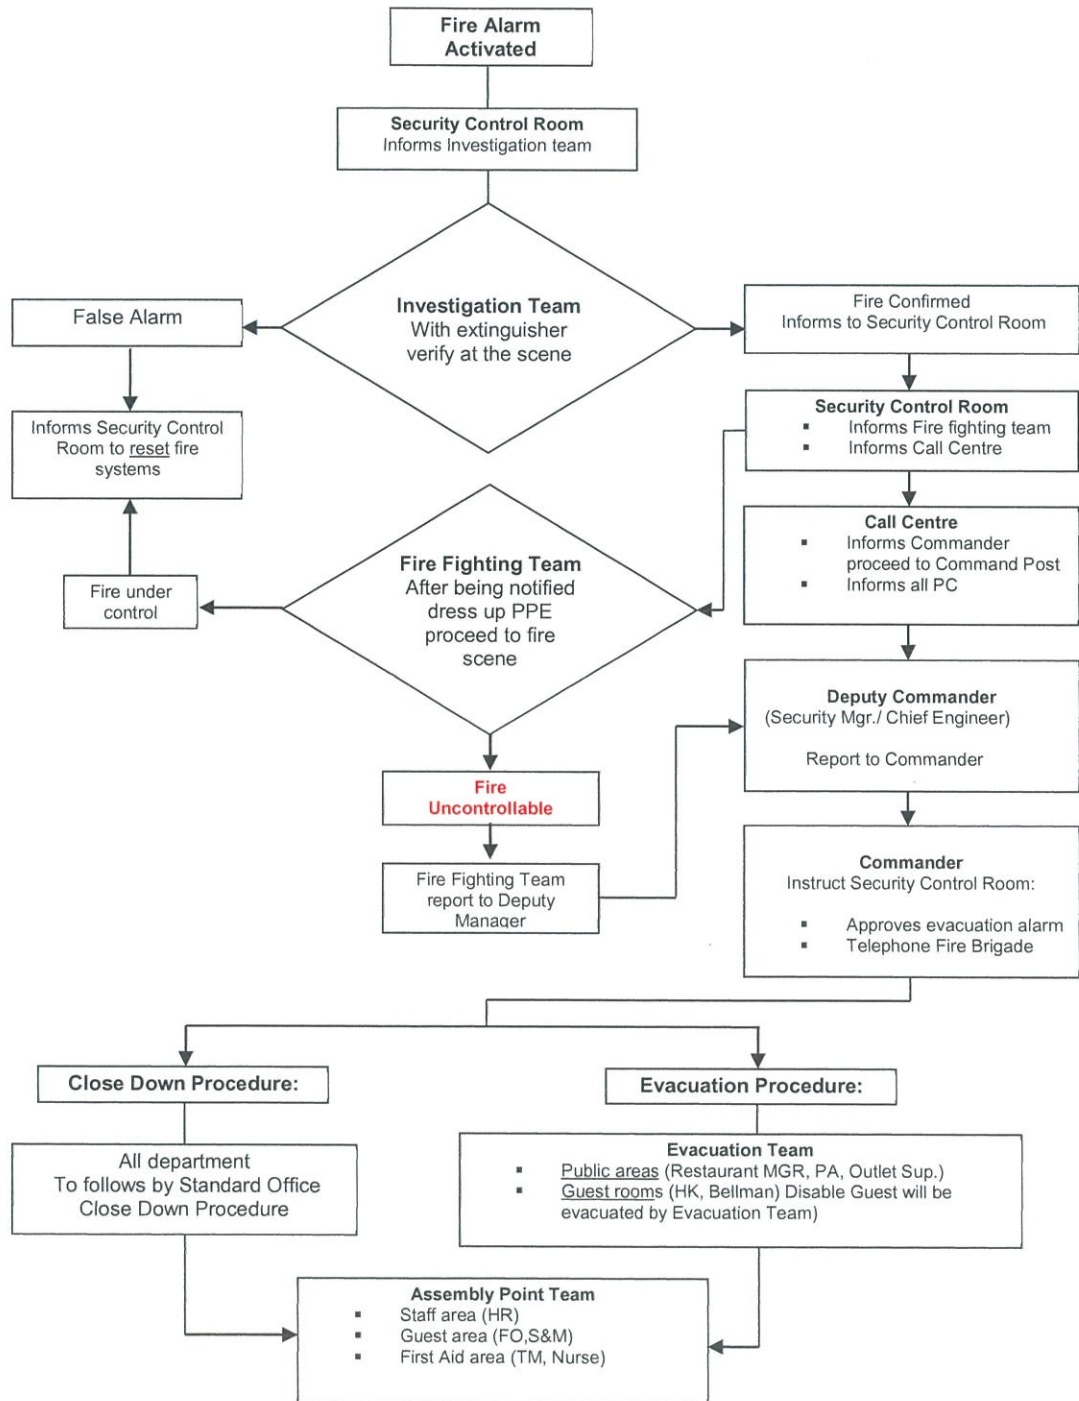 Fire Alarm
Activated
Security Control Room
Informs Investigation team
Investigation Team
With extinguisher
verify at the scene
False Alarm
Fire Confirmed
Informs to Security Control Room
Informs Security Control
Room to reset fire
systems
Security Control Room
▪ Informs Fire fighting team
▪ Informs Call Centre
Call Centre
▪ Informs Commander
proceed to Command Post
▪ Informs all PC
Fire Fighting Team
After being notified
dress up PPE
proceed to fire
scene
Fire under
control
Deputy Commander
(Security Mgr./ Chief Engineer)
Report to Commander
Fire
Uncontrollable
Fire Fighting Team
report to Deputy
Manager
Commander
Instruct Security Control Room:
▪ Approves evacuation alarm
▪ Telephone Fire Brigade
Close Down Procedure:
Evacuation Procedure:
All department
To follows by Standard Office
Close Down Procedure
Evacuation Team
▪ Public areas (Restaurant MGR, PA, Outlet Sup.)
▪ Guest rooms (HK, Bellman) Disable Guest will be
evacuated by Evacuation Team)
Assembly Point Team
▪ Staff area (HR)
▪ Guest area (FO,S&M)
▪ First Aid area (TM, Nurse)